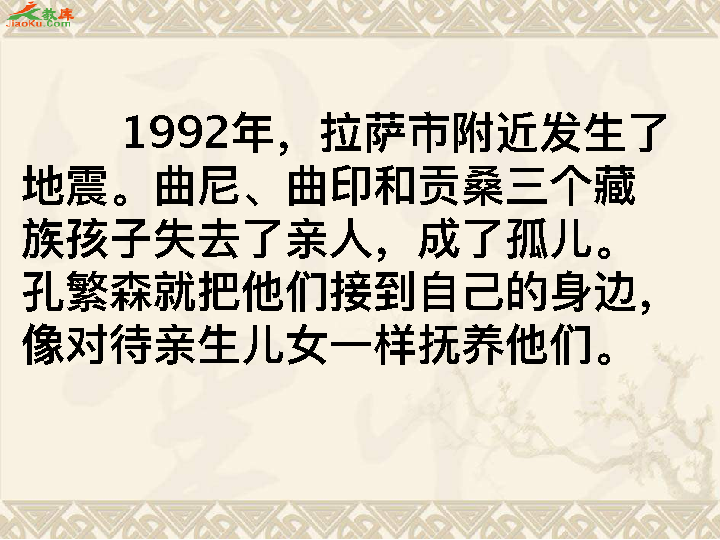 教库
JiaoKu.Com
1992年，拉萨市附近发生了
地震。曲尼、曲印和贡桑三个藏
族孩子失去了亲人，成了孤儿。
孔繁森就把他们接到自己的身边，
像对待亲生儿女一样抚养他们。